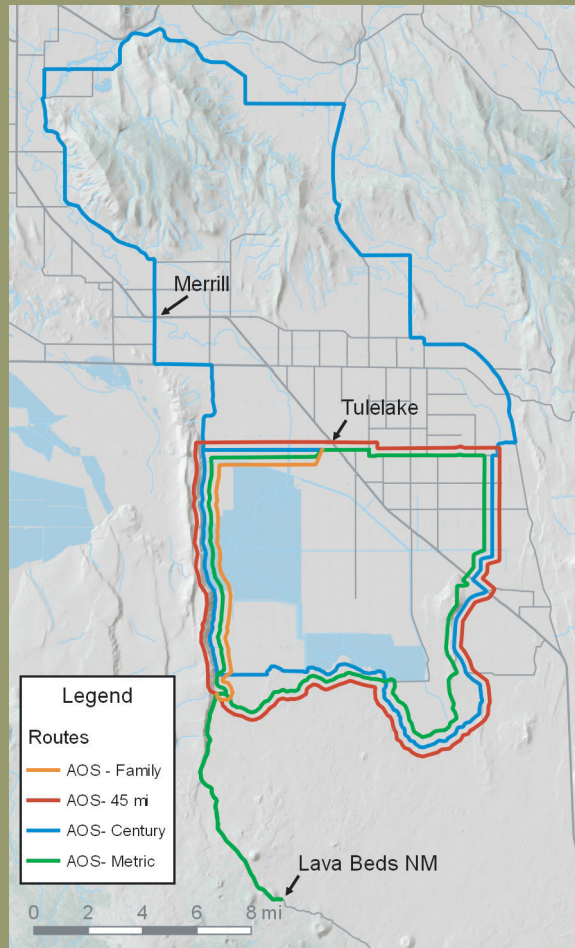 Merrill
Tulelake
Legend
Routes
AOS - Family
AOS- 45 mi
AOS- Century
AOS- Metric
Lava Beds NM
0 2 4 6 8 mi